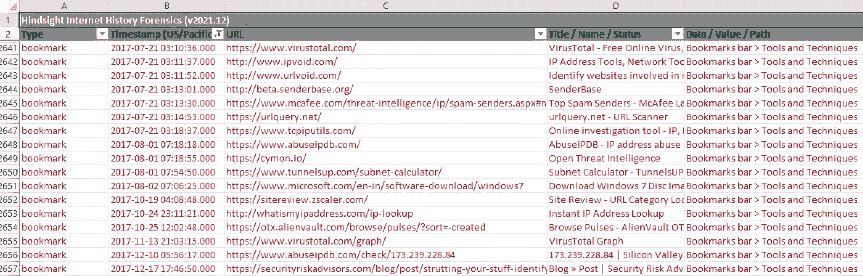 A B C D E
1 Hindsight Internet History Forensics (v2021.12)
2 Type Timestamp (US/Pacific URL Title / Name / Status Data / Value / Path
2641 bookmark 2017-07-21 03:10:36.000 https://www.virustotal.com/ VirusTotal - Free Online Virus, Bookmarks bar > Tools and Techniques
2642 bookmark 2017-07-21 03:11:37.000 http://www.ipvoid.com/ IP Address Tools, Network Too Bookmarks bar > Tools and Techniques
2643 bookmark 2017-07-21 03:11:52.000 http://www.urlvoid.com/ Identify websites involved in Bookmarks bar > Tools and Techniques
2644 bookmark 2017-07-21 03:13:01.000 http://beta.senderbase.org/ SenderBase Bookmarks bar > Tools and Techniques
2645 bookmark 2017-07-21 03:13:30.000 https://www.mcafee.com/threat-intelligence/ip/spam-senders.aspx#n Top Spam Senders - McAfee La Bookmarks bar > Tools and Techniques
2646 bookmark 2017-07-21 03:14:53.000 http://urlquery.net/ urlquery.net - URL Scanner Bookmarks bar > Tools and Techniques
2647 bookmark 2017-07-21 03:18:37.000 http://www.tcpiputils.com/ Online investigation tool - IP, Bookmarks bar > Tools and Techniques
2648 bookmark 2017-08-01 07:18:18.000 https://www.abuseipdb.com/ AbuseIPDB - IP address abuse Bookmarks bar > Tools and Techniques
2649 bookmark 2017-08-01 07:18:55.000 https://cymon.io/ Open Threat Intelligence Bookmarks bar > Tools and Techniques
2650 bookmark 2017-08-01 07:54:50.000 https://www.tunnelsup.com/subnet-calculator/ Subnet Calculator - TunnelsUP Bookmarks bar > Tools and Techniques
2651 bookmark 2017-08-02 07:06:25.000 https://www.microsoft.com/en-in/software-download/windows7 Download Windows 7 Disc Ima Bookmarks bar > Tools and Techniques
2652 bookmark 2017-10-19 04:08:48.000 https://sitereview.zscaler.com/ Site Review - URL Category Loo Bookmarks bar > Tools and Techniques
2653 bookmark 2017-10-24 23:11:21.000 http://whatismyipaddress.com/ip-lookup Instant IP Address Lookup Bookmarks bar > Tools and Techniques
2654 bookmark 2017-10-25 12:02:48.000 https://otx.alienvault.com/browse/pulses/?sort=-created Browse Pulses - AlienVault OT Bookmarks bar > Tools and Techniques
2655 bookmark 2017-11-13 21:03:15.000 https://www.virustotal.com/graph/ VirusTotal Graph Bookmarks bar > Tools and Techniques
2656 bookmark 2017-12-10 05:56:17.000 https://www.abuseipdb.com/check/173.239.228.84 173.239.228.84 | Silicon Valley Bookmarks bar > Tools and Techniques
2657 bookmark 2017-12-17 17:46:50.000 https://securityriskadvisors.com/blog/post/strutting-your-stuff-identify Blog » Post | Security Risk Adv Bookmarks bar > Tools and Techniques